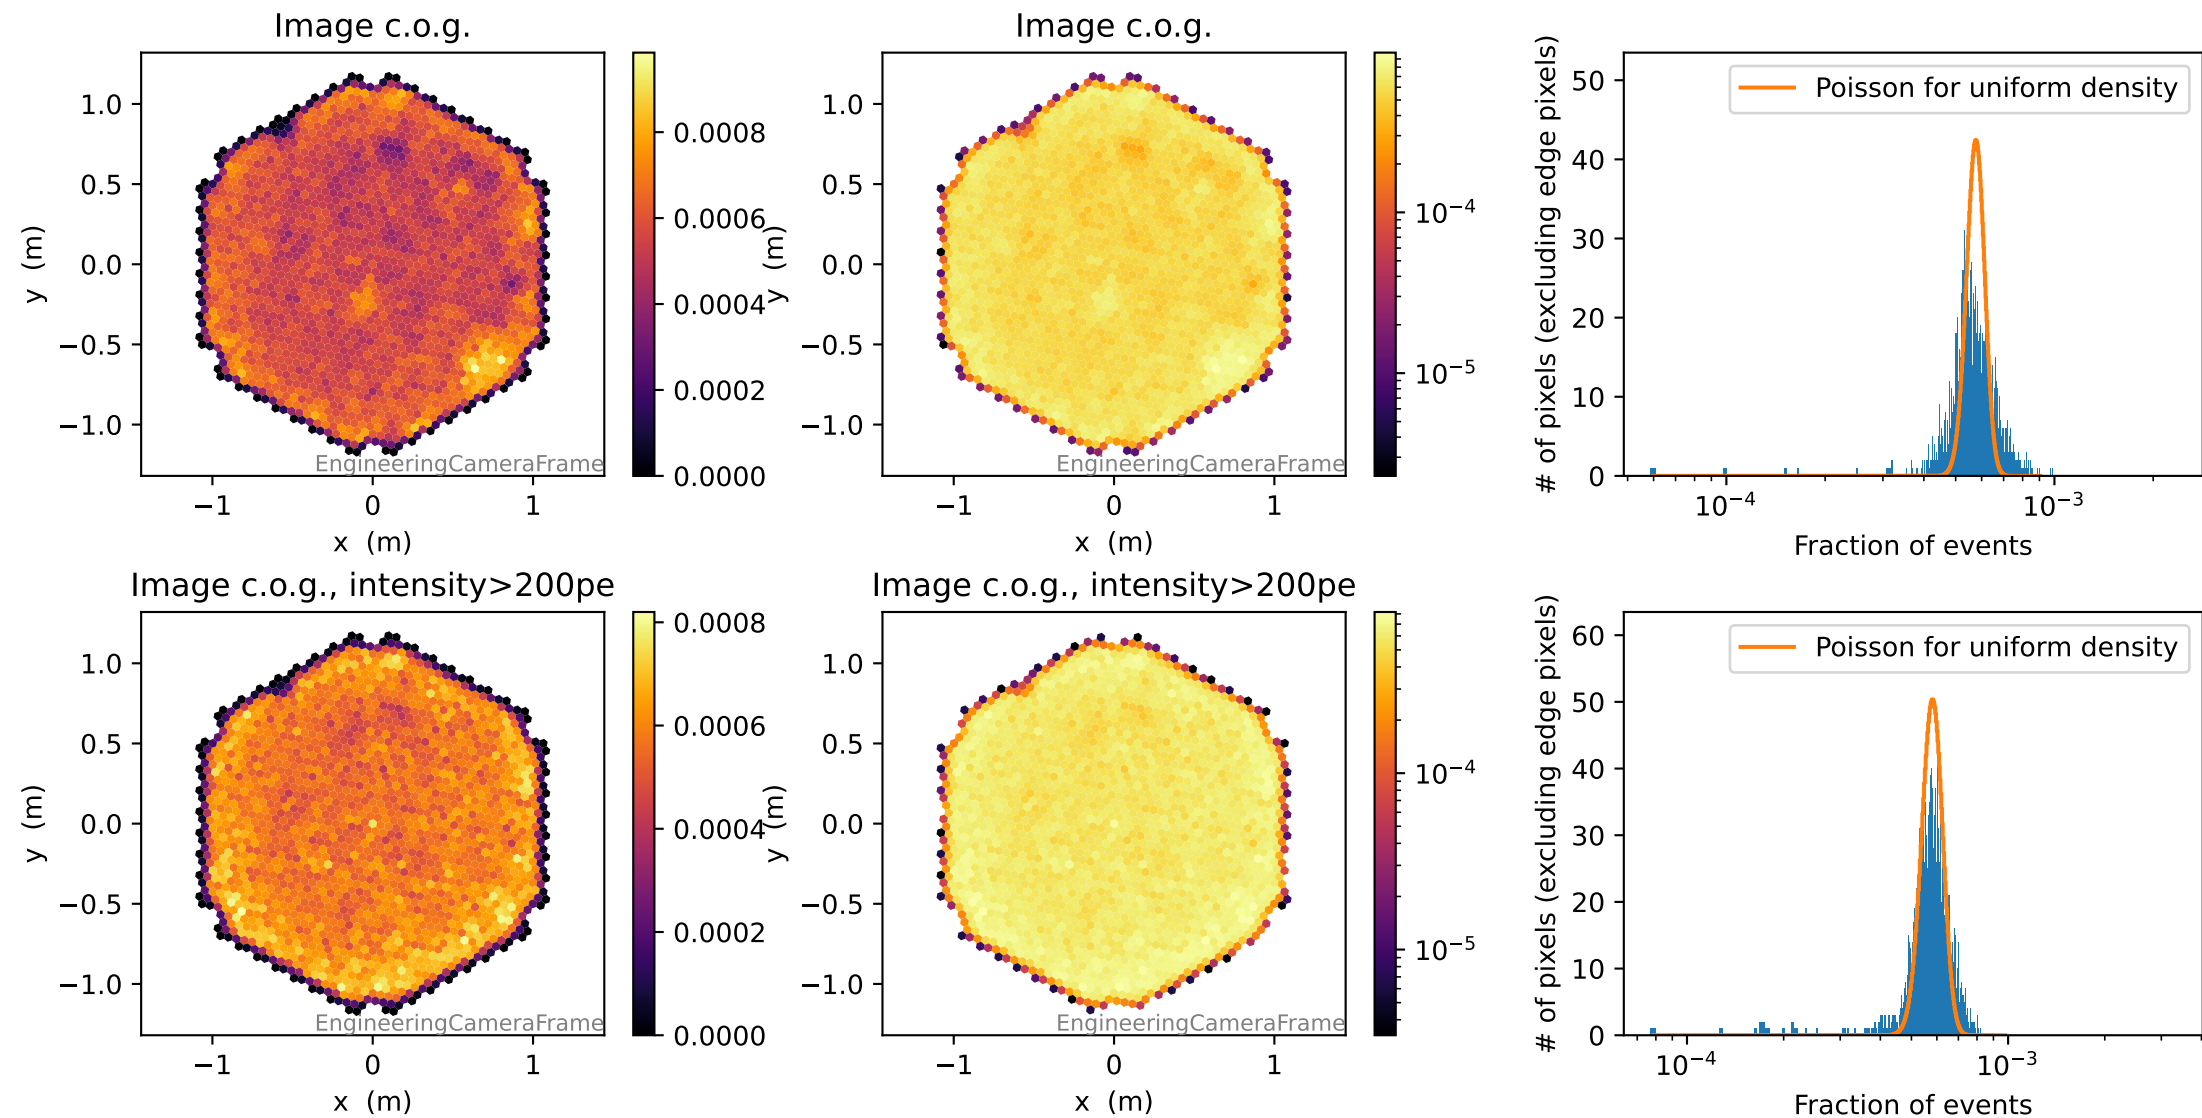 Image c.o.g.
1.0
0.5
0.0
−0.5
−1.0
y (m)
−1
0
1
x (m)
EngineeringCameraFrame
0.0008
0.0006
0.0004
0.0002
0.0000
Image c.o.g.
1.0
0.5
0.0
−0.5
−1.0
y (m)
−1
0
1
x (m)
EngineeringCameraFrame
10⁻⁴
10⁻⁵
Poisson for uniform density
50
40
30
20
10
0
# of pixels (excluding edge pixels)
10⁻⁴
10⁻³
Fraction of events
Image c.o.g., intensity>200pe
1.0
0.5
0.0
−0.5
−1.0
y (m)
−1
0
1
x (m)
EngineeringCameraFrame
0.0008
0.0006
0.0004
0.0002
0.0000
Image c.o.g., intensity>200pe
1.0
0.5
0.0
−0.5
−1.0
y (m)
−1
0
1
x (m)
EngineeringCameraFrame
10⁻⁴
10⁻⁵
Poisson for uniform density
60
50
40
30
20
10
0
# of pixels (excluding edge pixels)
10⁻⁴
10⁻³
Fraction of events